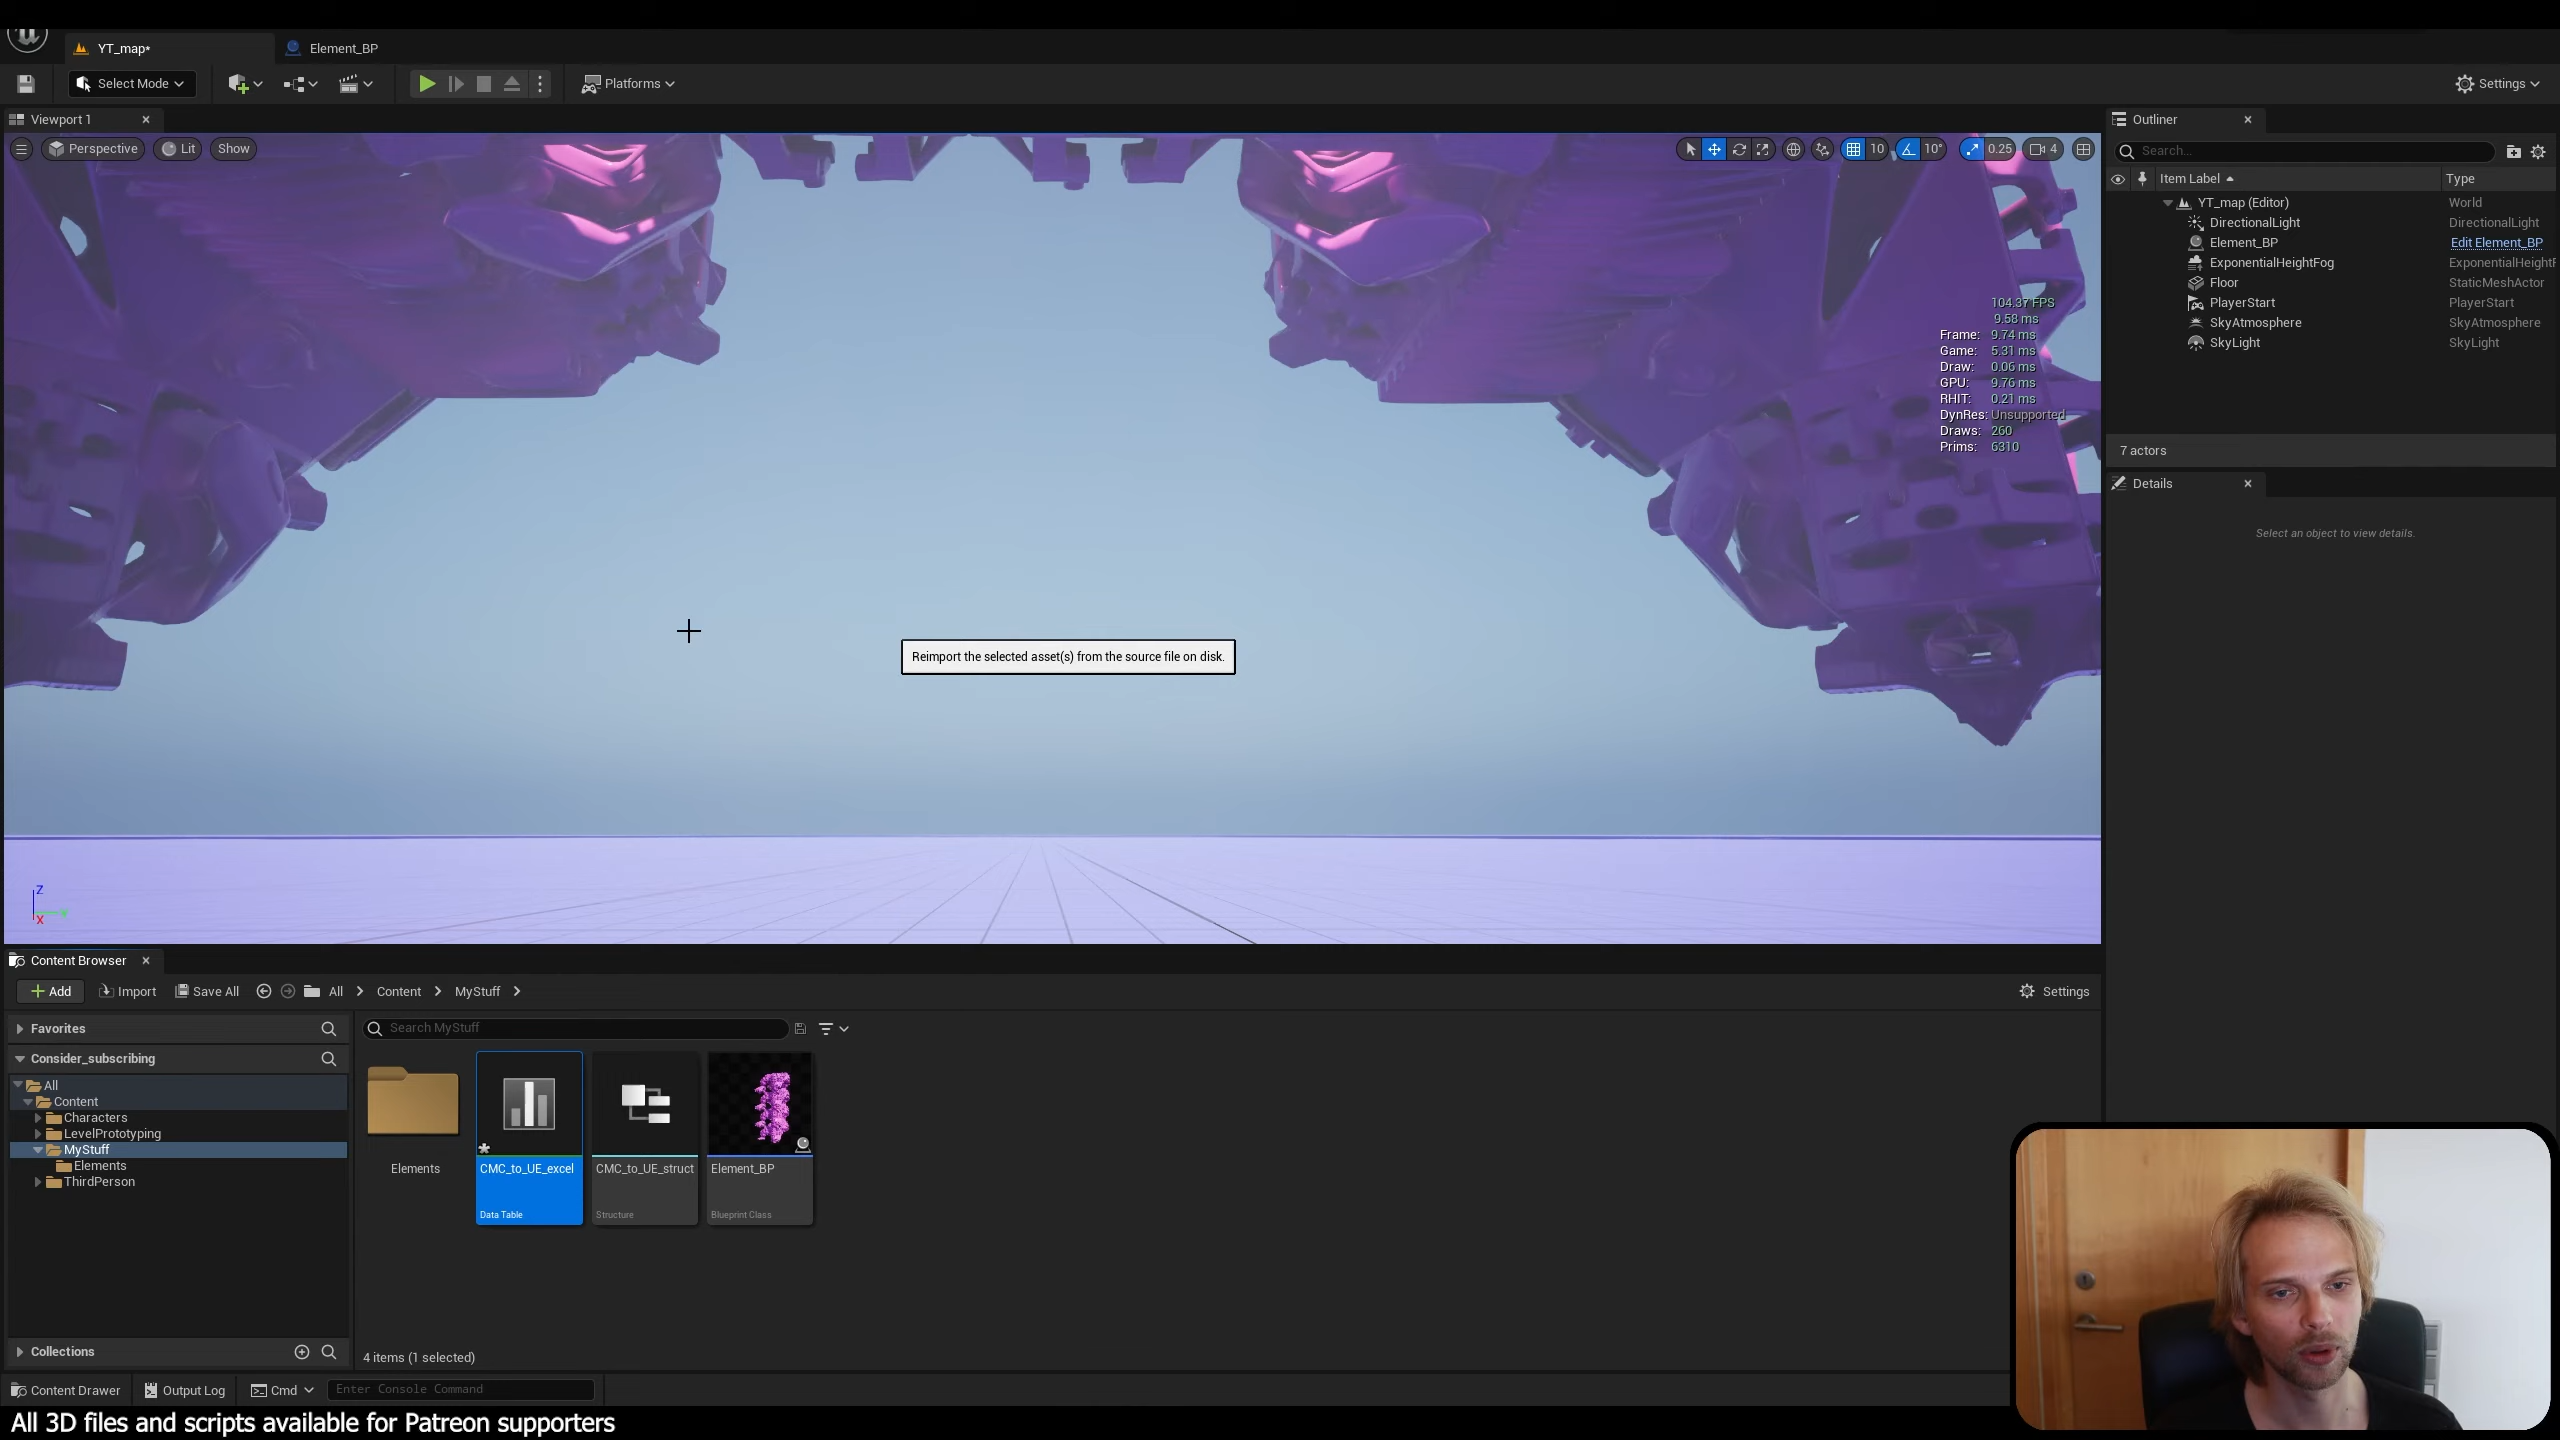 YT_map*
Element_BP
Select Mode
Platforms
Settings
Viewport 1
Perspective
Lit
Show
10
10°
0.25
4
104.37 FPS
9.58 ms
Frame: 9.74 ms
Game: 5.31 ms
Draw: 0.06 ms
GPU: 9.76 ms
RHIT: 0.21 ms
DynRes: Unsupported
Draws: 260
Prims: 6310
Reimport the selected asset(s) from the source file on disk.
Z
X
Outliner
Search...
Item Label
Type
YT_map (Editor)
World
DirectionalLight
DirectionalLight
Element_BP
Edit Element_BP
ExponentialHeightFog
ExponentialHeightF
Floor
StaticMeshActor
PlayerStart
PlayerStart
SkyAtmosphere
SkyAtmosphere
SkyLight
SkyLight
7 actors
Details
Select an object to view details.
Content Browser
Add
Import
Save All
All
Content
MyStuff
Settings
Favorites
Search MyStuff
Consider_subscribing
All
Content
Characters
LevelPrototyping
MyStuff
Elements
ThirdPerson
Elements
CMC_to_UE_excel
Data Table
CMC_to_UE_struct
Structure
Element_BP
Blueprint Class
Collections
4 items (1 selected)
Content Drawer
Output Log
Cmd
Enter Console Command
All 3D files and scripts available for Patreon supporters